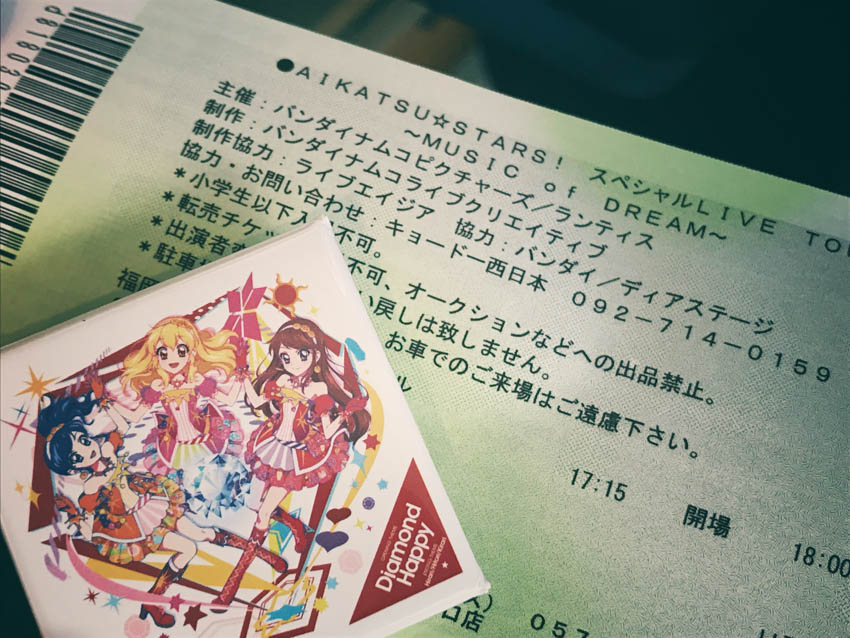 ●AIKATSU☆STARS! スペシャルLIVE TO
~MUSIC of DREAM~
主催:バンダイナムコピクチャーズ/ランティス
制作:バンダイナムコライブクリエイティブ
制作協力:ライブエイジア 協力:バンダイ/ディアステージ
協力・お問い合わせ:キョードー西日本 092-714-0159
*小学生以下入 不可。
*転売チケッ 不可、オークションなどへの出品禁止。
*出演者変 い戻しは致しません。
*駐車 お車でのご来場はご遠慮下さい。
福岡 ル
17:15 開場 18:00
口店 057
Diamond
Happy